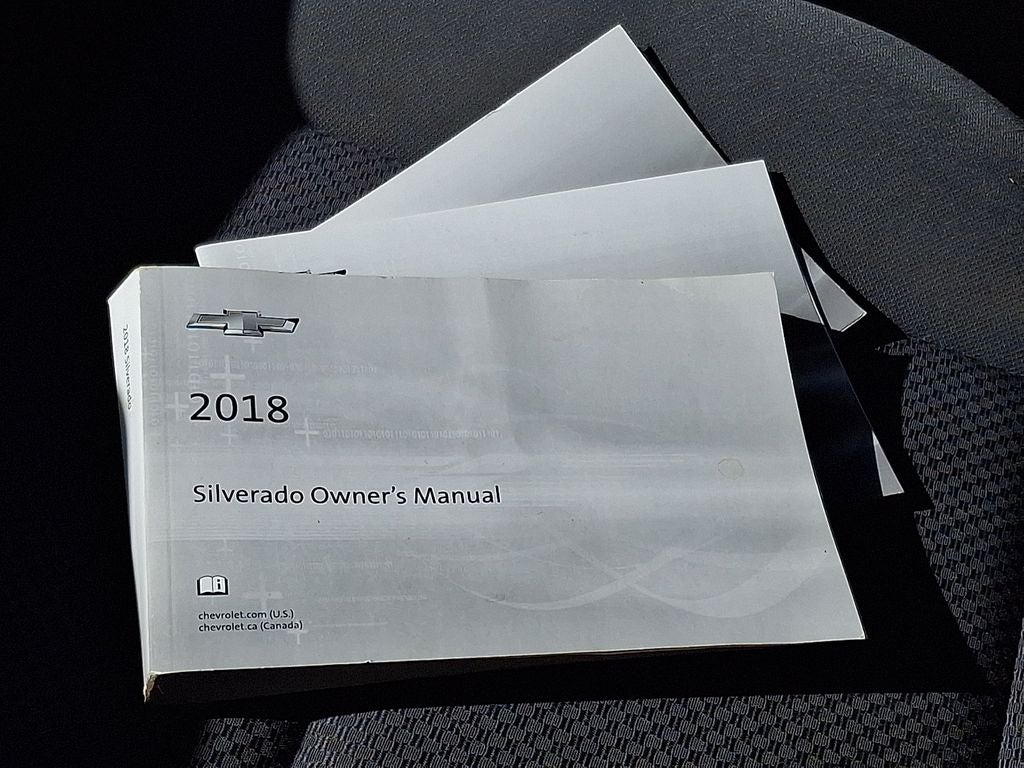 2018
Silverado Owner's Manual
chevrolet.com (U.S.)
chevrolet.ca (Canada)
2018 Silverado